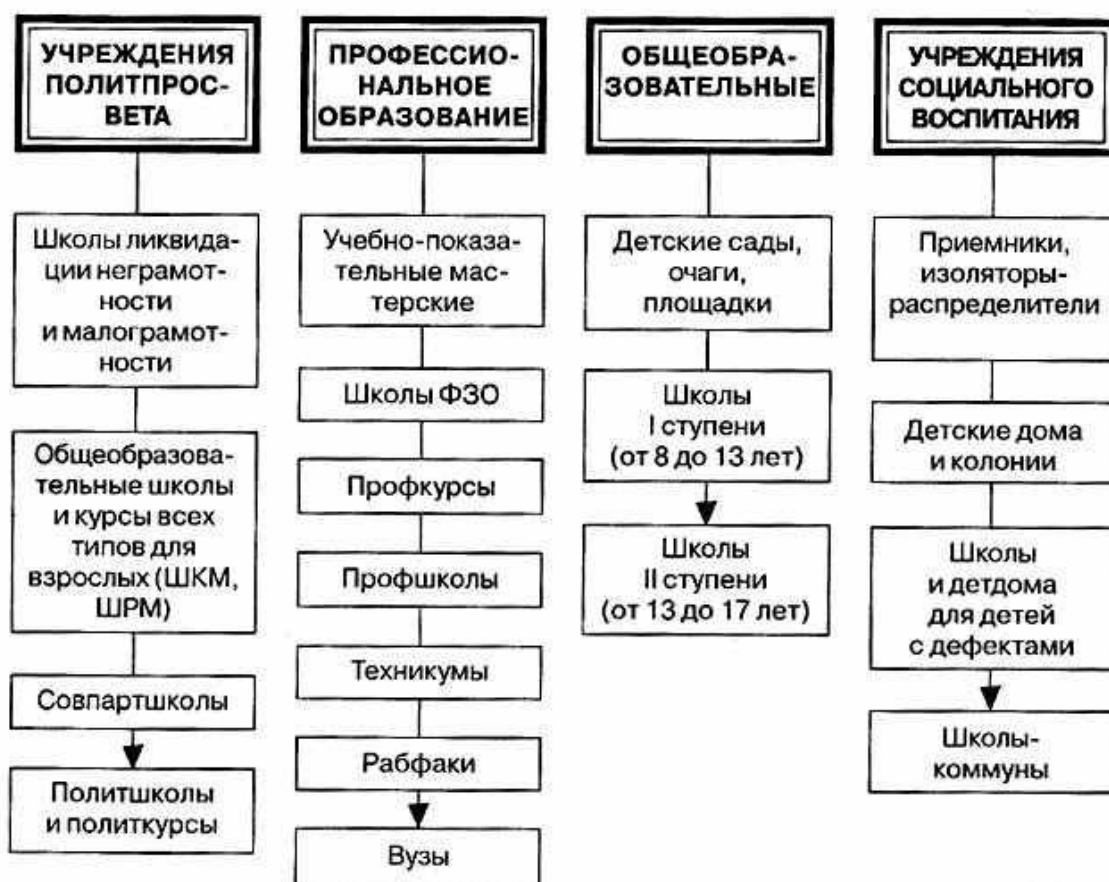 УЧРЕЖДЕНИЯ
ПОЛИТПРОС-
ВЕТА
Школы ликвида-
ции неграмот-
ности
и малограмот-
ности
Общеобразова-
тельные школы
и курсы всех
типов для
взрослых (ШКМ,
ШРМ)
Совпартшколы
Политшколы
и политкурсы
ПРОФЕССИО-
НАЛЬНОЕ
ОБРАЗОВАНИЕ
Учебно-показа-
тельные мас-
терские
Школы ФЗО
Профкурсы
Профшколы
Техникумы
Рабфаки
Вузы
ОБЩЕОБРА-
ЗОВАТЕЛЬНЫЕ
Детские сады,
очаги,
площадки
Школы
I ступени
(от 8 до 13 лет)
Школы
II ступени
(от 13 до 17 лет)
УЧРЕЖДЕНИЯ
СОЦИАЛЬНОГО
ВОСПИТАНИЯ
Приемники,
изоляторы-
распределители
Детские дома
и колонии
Школы
и детдома
для детей
с дефектами
Школы-
коммуны